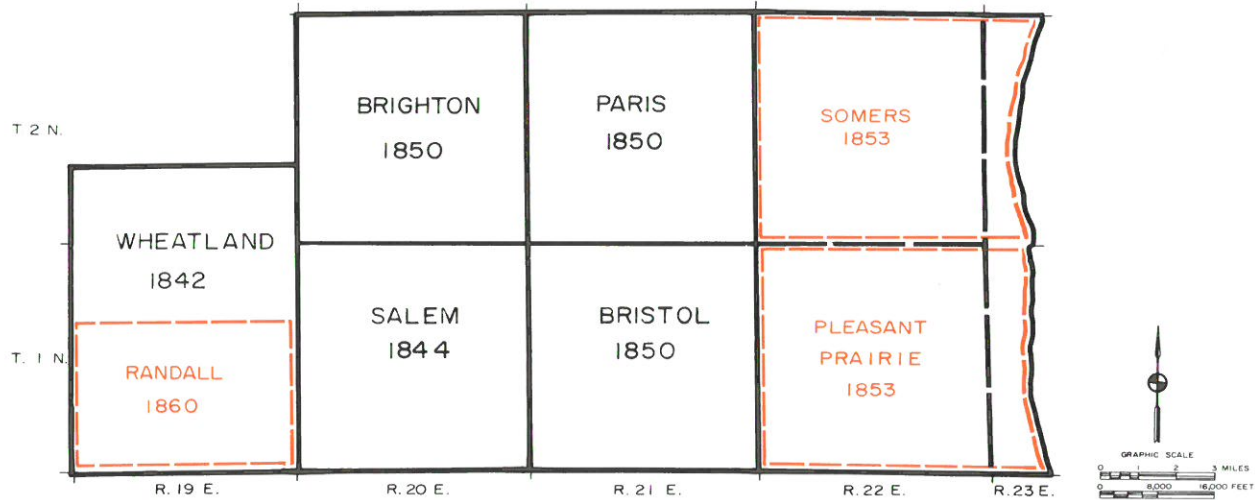 T 2 N.
BRIGHTON
1850
PARIS
1850
SOMERS
1853
WHEATLAND
1842
SALEM
1844
BRISTOL
1850
PLEASANT
PRAIRIE
1853
T. 1 N.
RANDALL
1860
R. 19 E.
R. 20 E.
R. 21 E.
R. 22 E.
R. 23 E.
GRAPHIC SCALE
0 1 2 3 MILES
0 8,000 16,000 FEET